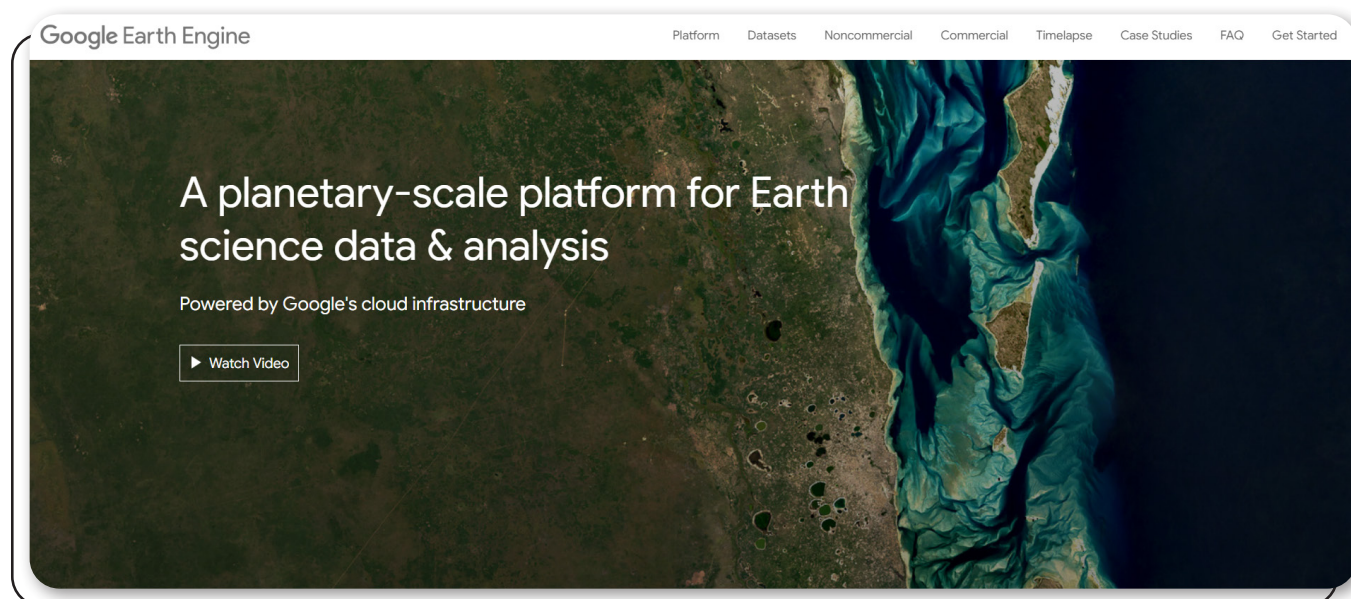 Google Earth Engine
Platform Datasets Noncommercial Commercial Timelapse Case Studies FAQ Get Started
A planetary-scale platform for Earth
science data & analysis
Powered by Google's cloud infrastructure
Watch Video